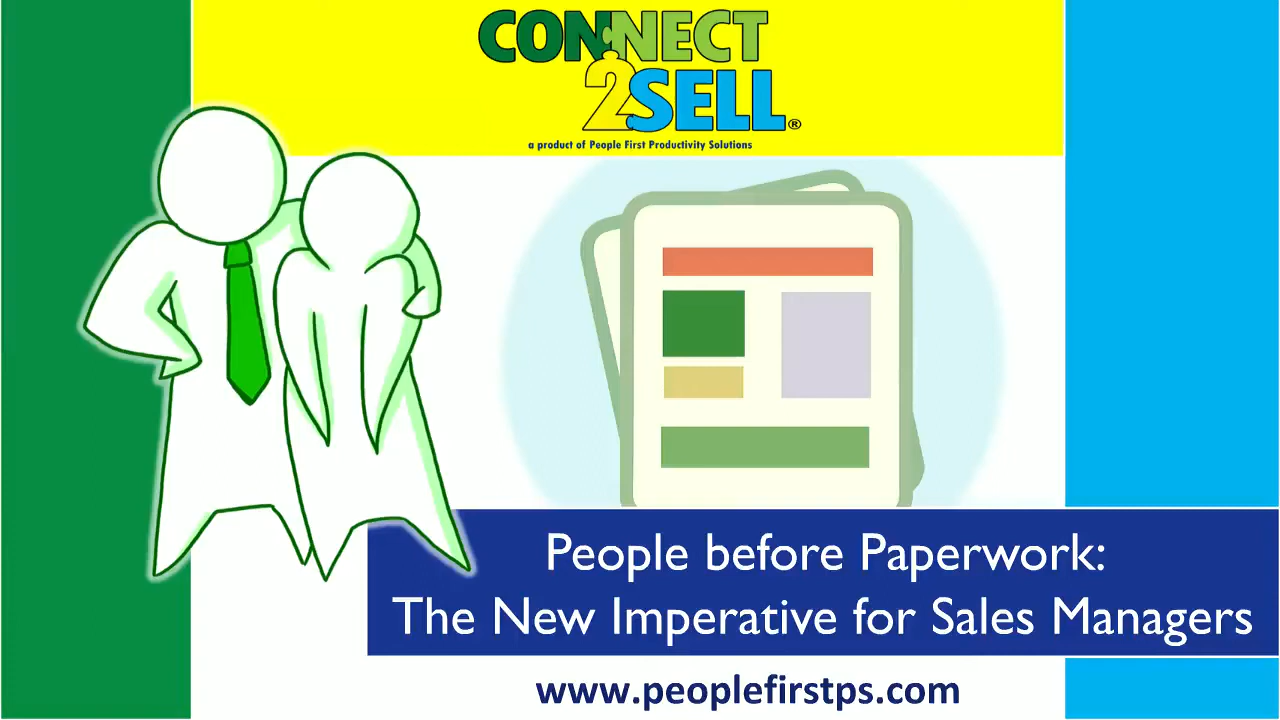 CONNECT
2SELL®
a product of People First Productivity Solutions
People before Paperwork:
The New Imperative for Sales Managers
www.peoplefirstps.com